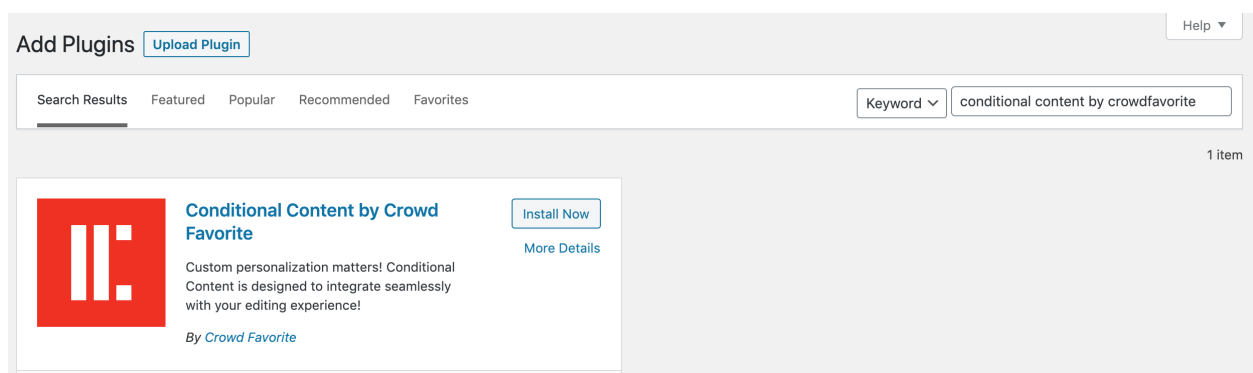 Help ▼
Add Plugins Upload Plugin
Search Results Featured Popular Recommended Favorites Keyword conditional content by crowdfavorite
1 item
Conditional Content by Crowd
Favorite
Install Now
More Details
Custom personalization matters! Conditional
Content is designed to integrate seamlessly
with your editing experience!
By Crowd Favorite